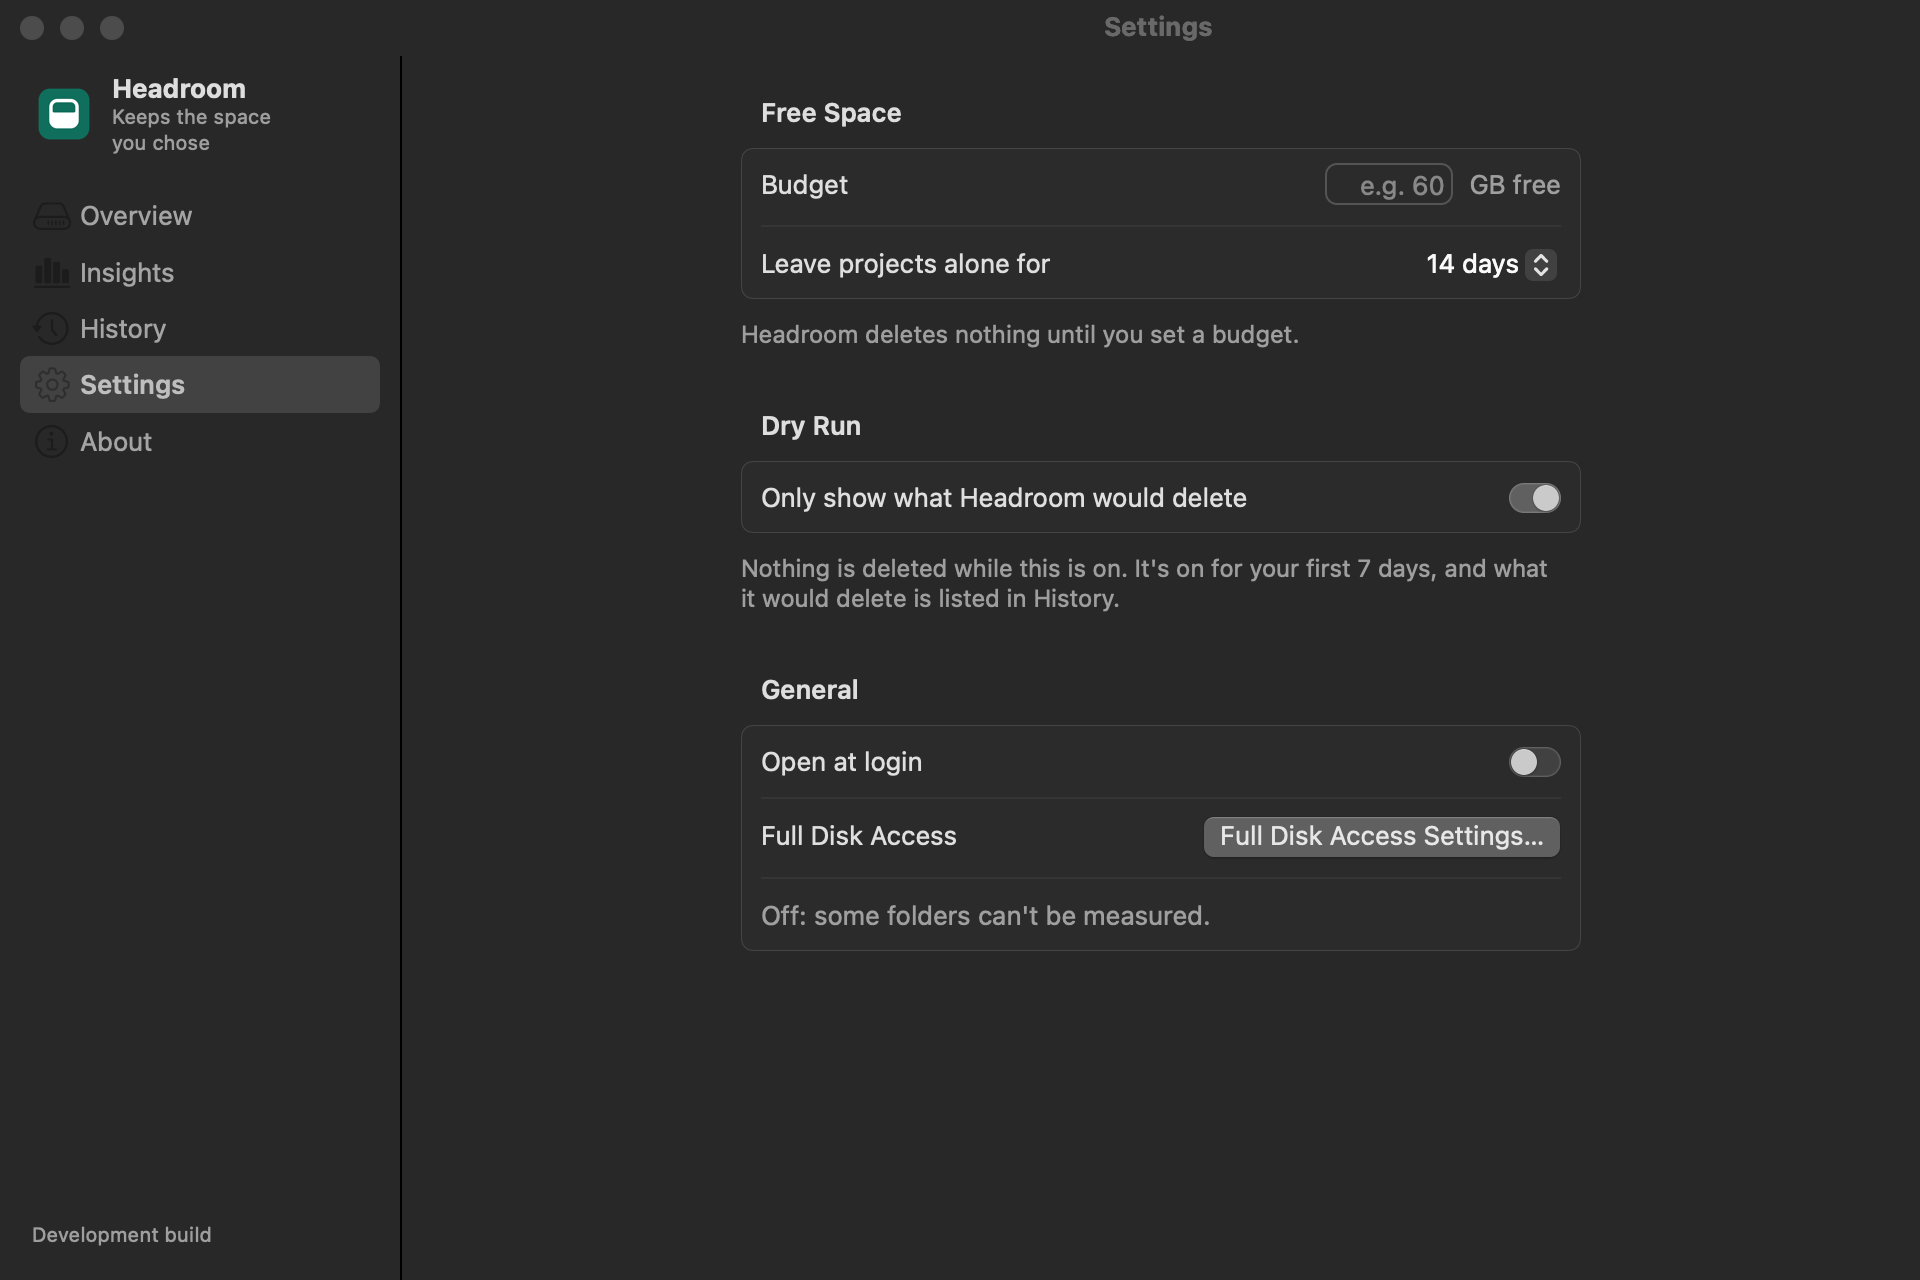 Settings
Headroom
Keeps the space
you chose
Overview
Insights
History
Settings
About
Development build
Free Space
Budget
e.g. 60 GB free
Leave projects alone for
14 days
Headroom deletes nothing until you set a budget.
Dry Run
Only show what Headroom would delete
Nothing is deleted while this is on. It's on for your first 7 days, and what
it would delete is listed in History.
General
Open at login
Full Disk Access
Full Disk Access Settings...
Off: some folders can't be measured.